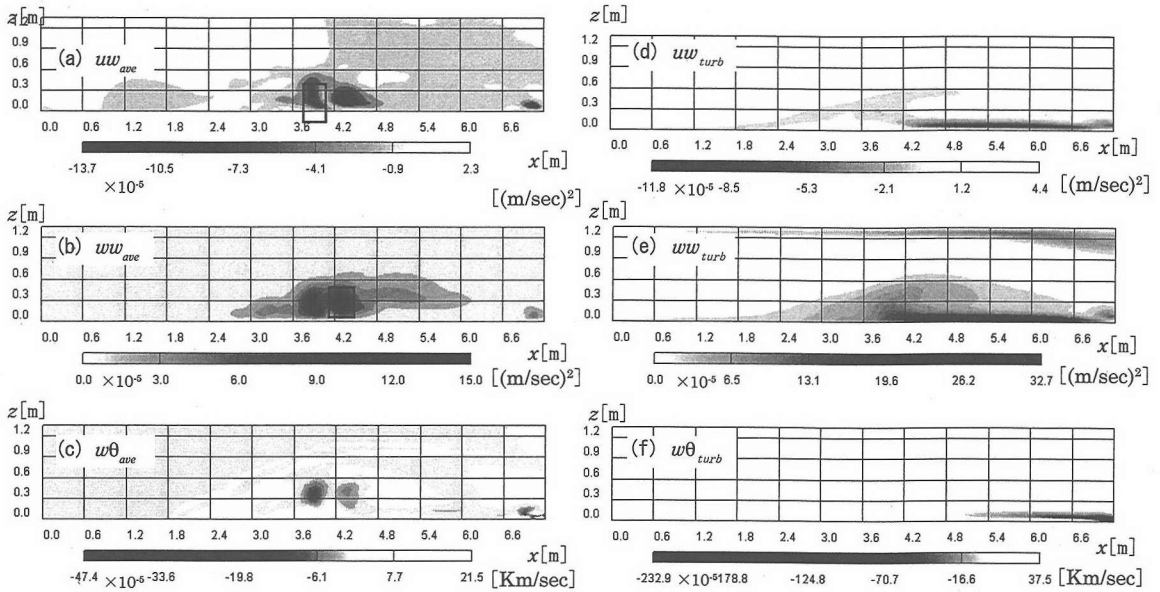 z[m]
1.2
0.9
0.6
0.3
0.0
(a) uw ave
0.0 0.6 1.2 1.8 2.4 3.0 3.6 4.2 4.8 5.4 6.0 6.6
x[m]
-13.7 -10.5 -7.3 -4.1 -0.9 2.3
×10-5
[(m/sec)2]
z[m]
1.2
0.9
0.6
0.3
0.0
(b) ww ave
0.0 0.6 1.2 1.8 2.4 3.0 3.6 4.2 4.8 5.4 6.0 6.6
x[m]
0.0 ×10-5 3.0 6.0 9.0 12.0 15.0 [(m/sec)2]
z[m]
1.2
0.9
0.6
0.3
0.0
(c) wθ ave
0.0 0.6 1.2 1.8 2.4 3.0 3.6 4.2 4.8 5.4 6.0 6.6
x[m]
-47.4 ×10-5 -33.6 -19.8 -6.1 7.7 21.5 [Km/sec]
z[m]
1.2
0.9
0.6
0.3
0.0
(d) uw turb
0.0 0.6 1.2 1.8 2.4 3.0 3.6 4.2 4.8 5.4 6.0 6.6 x[m]
-11.8 ×10-5 -8.5 -5.3 -2.1 1.2 4.4 [(m/sec)2]
z[m]
1.2
0.9
0.6
0.3
0.0
(e) ww turb
0.0 0.6 1.2 1.8 2.4 3.0 3.6 4.2 4.8 5.4 6.0 6.6
x[m]
0.0 ×10-5 6.5 13.1 19.6 26.2 32.7 [(m/sec)2]
z[m]
1.2
0.9
0.6
0.3
0.0
(f) wθ turb
0.0 0.6 1.2 1.8 2.4 3.0 3.6 4.2 4.8 5.4 6.0 6.6
x[m]
-232.9 ×10-5 178.8 -124.8 -70.7 -16.6 37.5 [Km/sec]